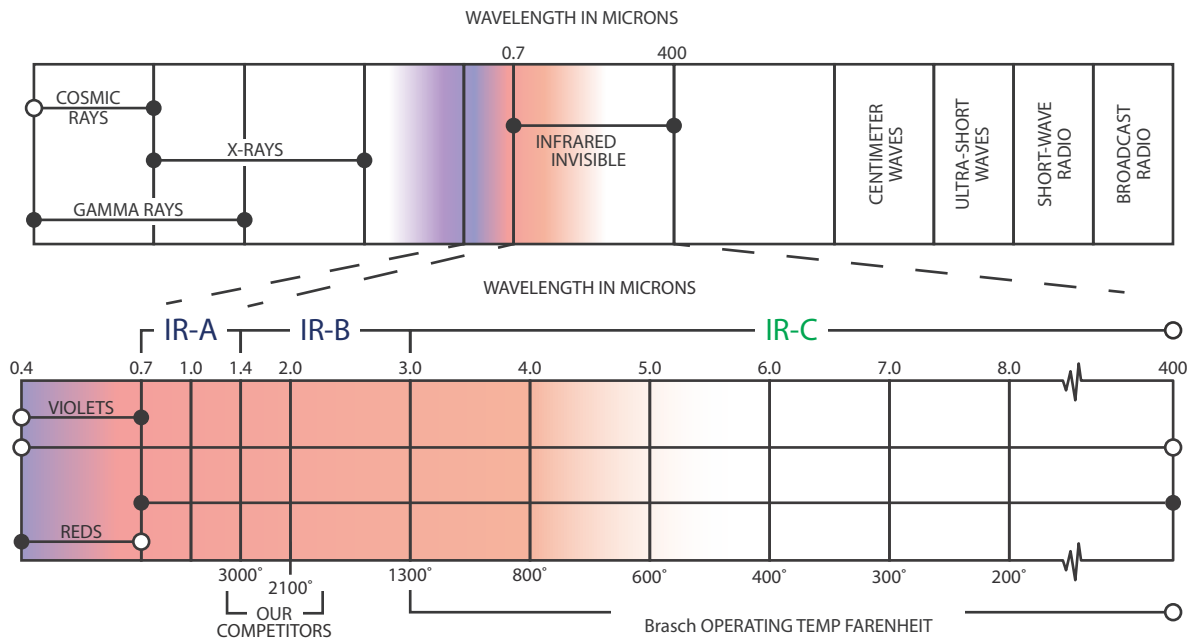 WAVELENGTH IN MICRONS
0.7 400
COSMIC
RAYS
X-RAYS
GAMMA RAYS
INFRARED
INVISIBLE
CENTIMETER
WAVES
ULTRA-SHORT
WAVES
SHORT-WAVE
RADIO
BROADCAST
RADIO
WAVELENGTH IN MICRONS
IR-A IR-B IR-C
0.4 0.7 1.0 1.4 2.0 3.0 4.0 5.0 6.0 7.0 8.0 400
VIOLETS
REDS
3000° 2100° 1300° 800° 600° 400° 300° 200°
OUR
COMPETITORS
Brasch OPERATING TEMP FARENHEIT